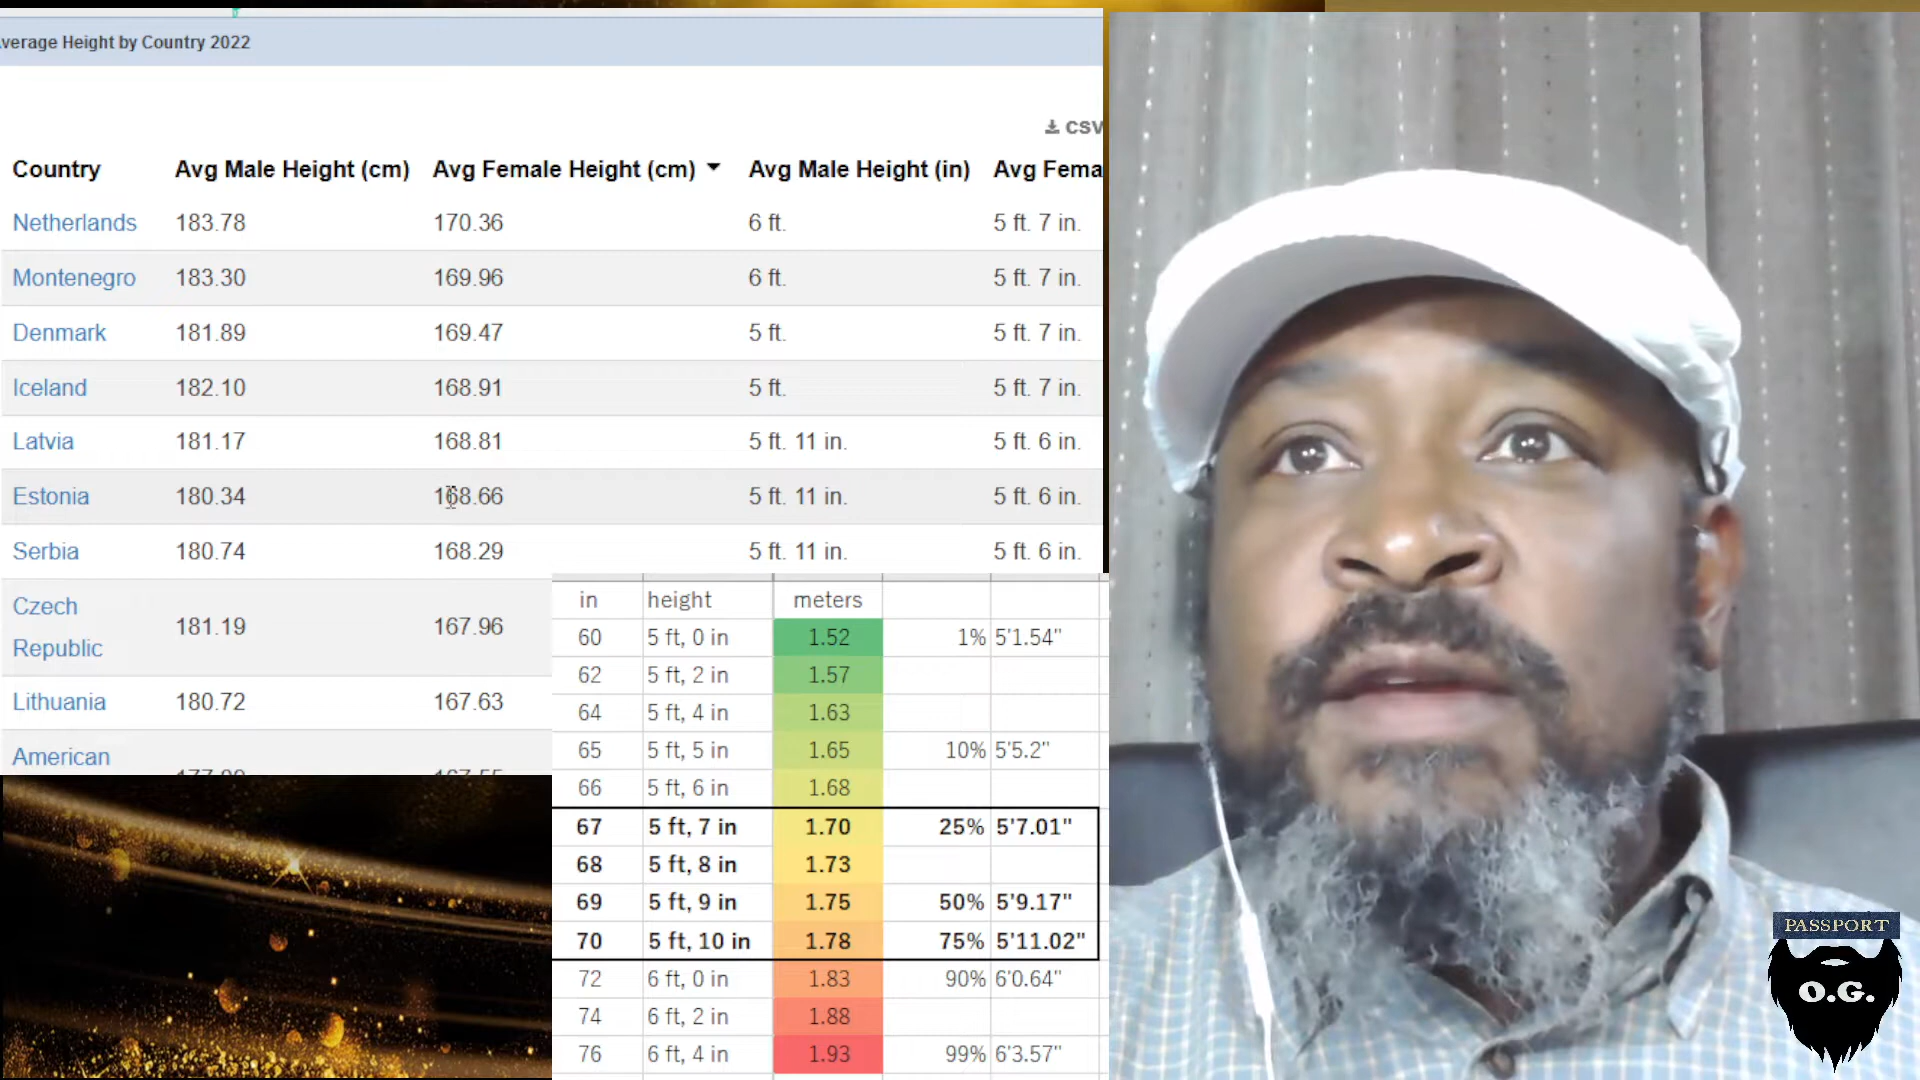 verage Height by Country 2022
CSV
Country Avg Male Height (cm) Avg Female Height (cm) Avg Male Height (in) Avg Fema
Netherlands 183.78 170.36 6 ft. 5 ft. 7 in.
Montenegro 183.30 169.96 6 ft. 5 ft. 7 in.
Denmark 181.89 169.47 5 ft. 5 ft. 7 in.
Iceland 182.10 168.91 5 ft. 5 ft. 7 in.
Latvia 181.17 168.81 5 ft. 11 in. 5 ft. 6 in.
Estonia 180.34 168.66 5 ft. 11 in. 5 ft. 6 in.
Serbia 180.74 168.29 5 ft. 11 in. 5 ft. 6 in.
Czech Republic 181.19 167.96
Lithuania 180.72 167.63
American
in height meters
60 5 ft, 0 in 1.52 1% 5'1.54"
62 5 ft, 2 in 1.57
64 5 ft, 4 in 1.63
65 5 ft, 5 in 1.65 10% 5'5.2"
66 5 ft, 6 in 1.68
67 5 ft, 7 in 1.70 25% 5'7.01"
68 5 ft, 8 in 1.73
69 5 ft, 9 in 1.75 50% 5'9.17"
70 5 ft, 10 in 1.78 75% 5'11.02"
72 6 ft, 0 in 1.83 90% 6'0.64"
74 6 ft, 2 in 1.88
76 6 ft, 4 in 1.93 99% 6'3.57"
PASSPORT
O.G.